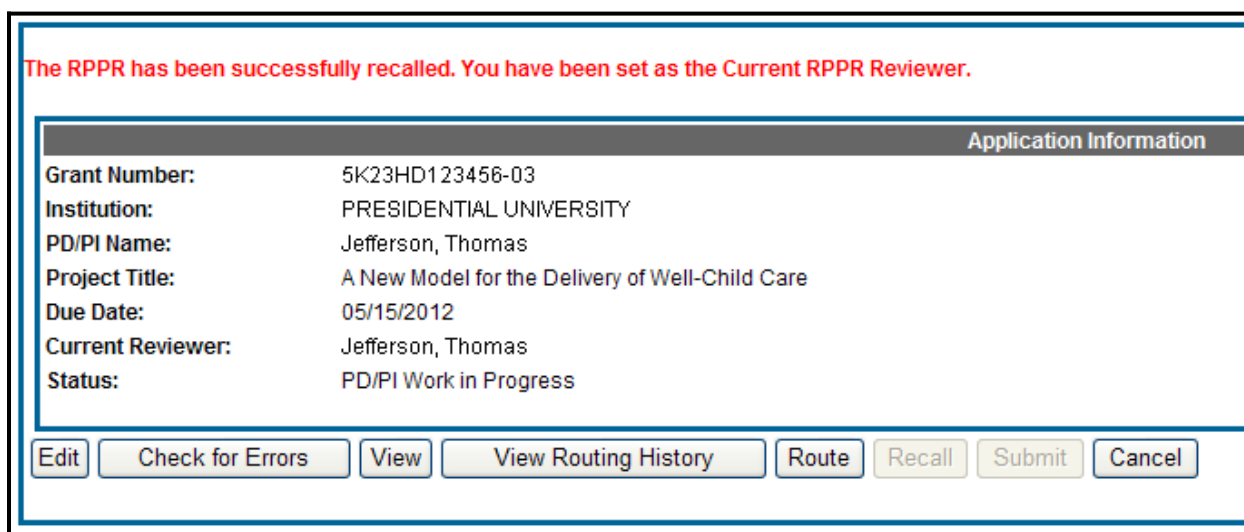 The RPPR has been successfully recalled. You have been set as the Current RPPR Reviewer.
Application Information
Grant Number: 5K23HD123456-03
Institution: PRESIDENTIAL UNIVERSITY
PD/PI Name: Jefferson, Thomas
Project Title: A New Model for the Delivery of Well-Child Care
Due Date: 05/15/2012
Current Reviewer: Jefferson, Thomas
Status: PD/PI Work in Progress
Edit Check for Errors View View Routing History Route Recall Submit Cancel